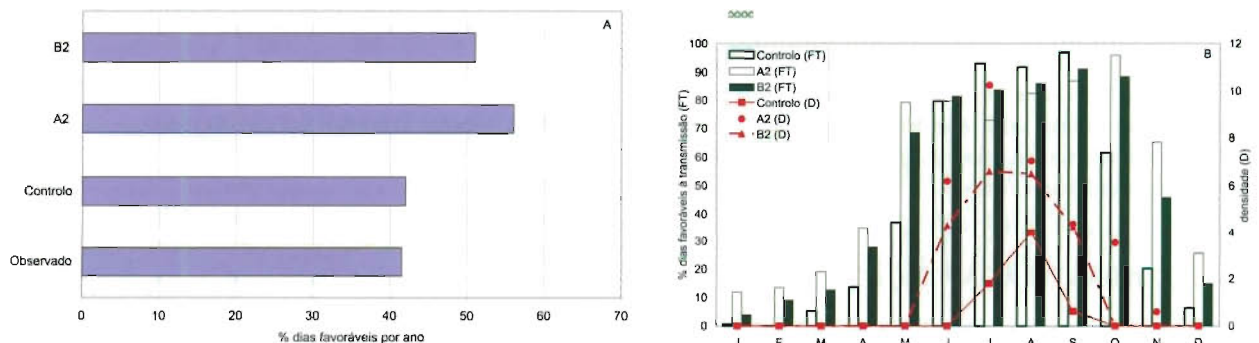 A
B2
A2
Controlo
Observado
0 10 20 30 40 50 60 70
% dias favoráveis por ano
B
Controlo (FT)
A2 (FT)
B2 (FT)
Controlo (D)
A2 (D)
B2 (D)
% dias favoráveis à transmissão (FT)
100
90
80
70
60
50
40
30
20
10
0
12
10
8
6
4
2
0
densidade (D)
J F M A M J J A S O N D